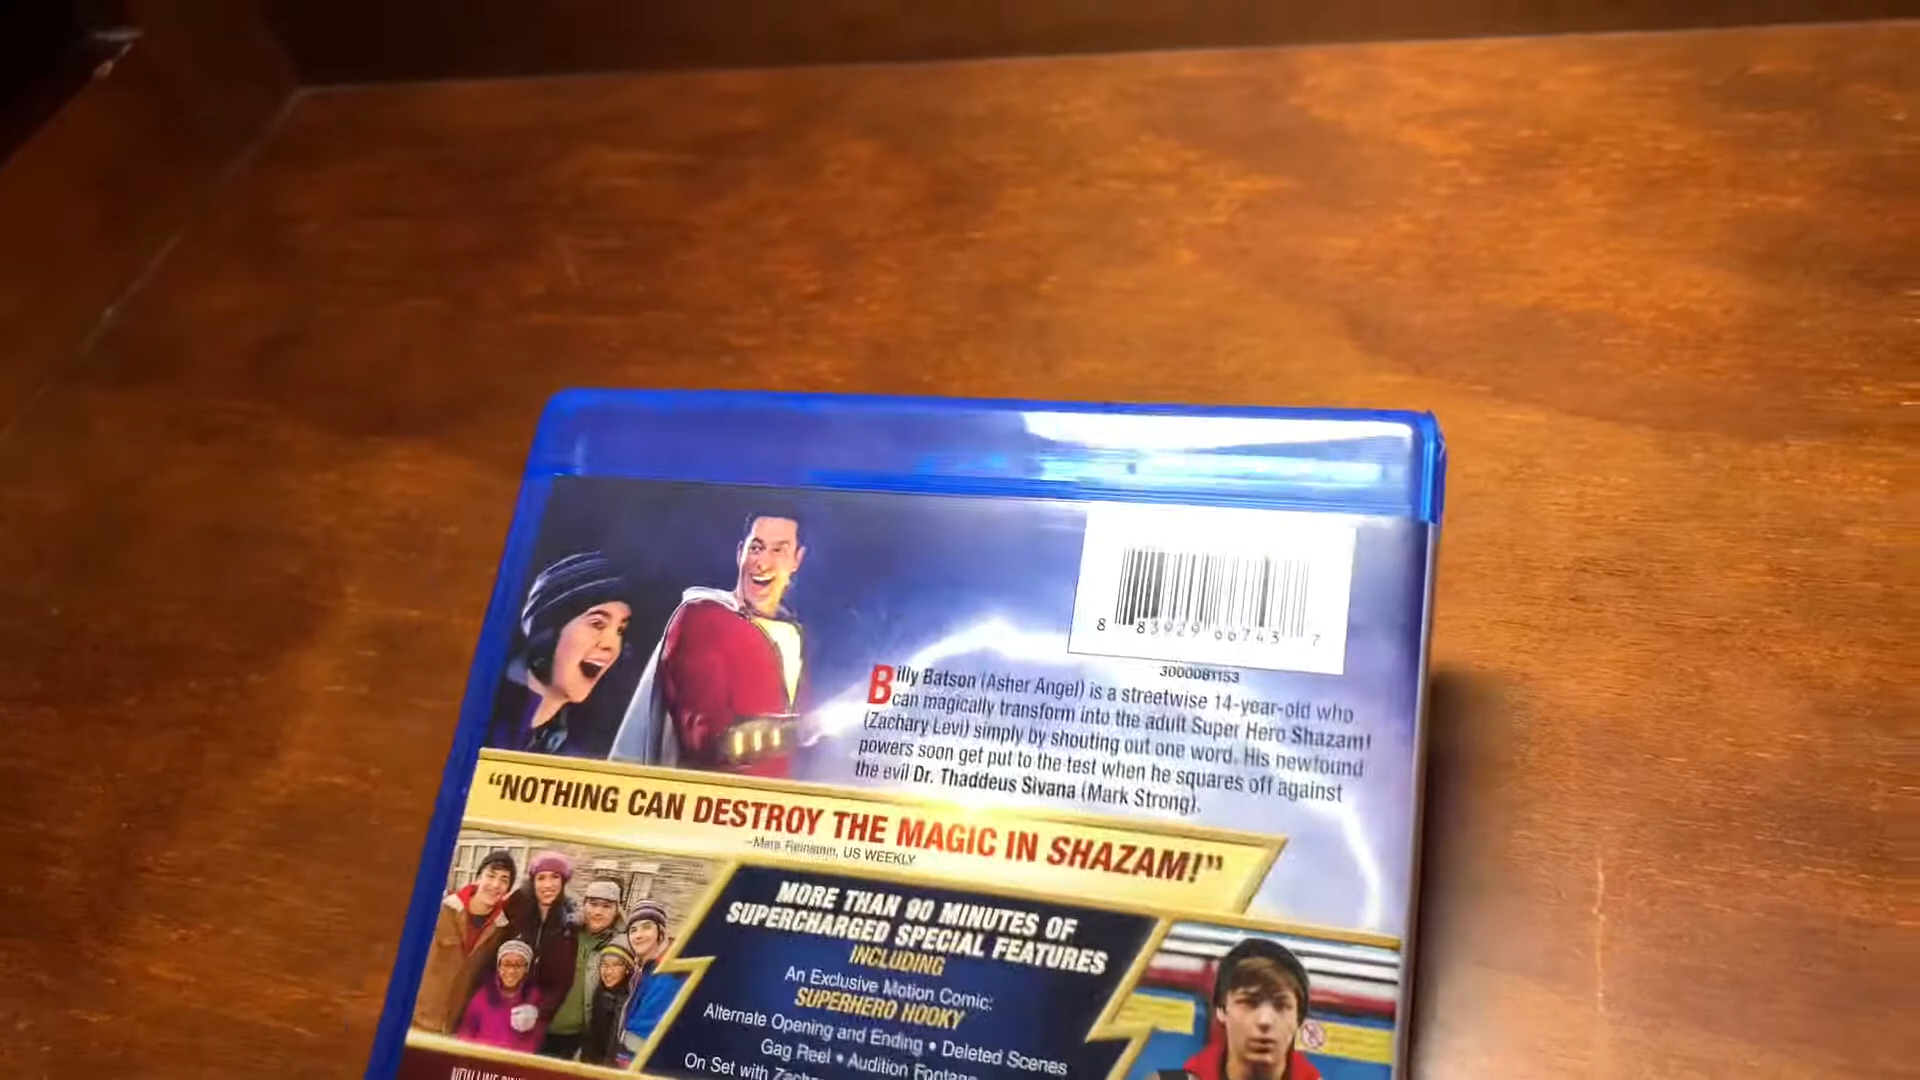 8 83929 66743 7
3000081153
Billy Batson (Asher Angel) is a streetwise 14-year-old who
can magically transform into the adult Super Hero Shazam!
(Zachary Levi) simply by shouting out one word. His newfound
powers soon get put to the test when he squares off against
the evil Dr. Thaddeus Sivana (Mark Strong).
“NOTHING CAN DESTROY THE MAGIC IN SHAZAM!”
–Mara Reinstein, US WEEKLY
MORE THAN 90 MINUTES OF
SUPERCHARGED SPECIAL FEATURES
INCLUDING
An Exclusive Motion Comic:
SUPERHERO HOOKY
Alternate Opening and Ending • Deleted Scenes
Gag Reel • Audition Footage
On Set with